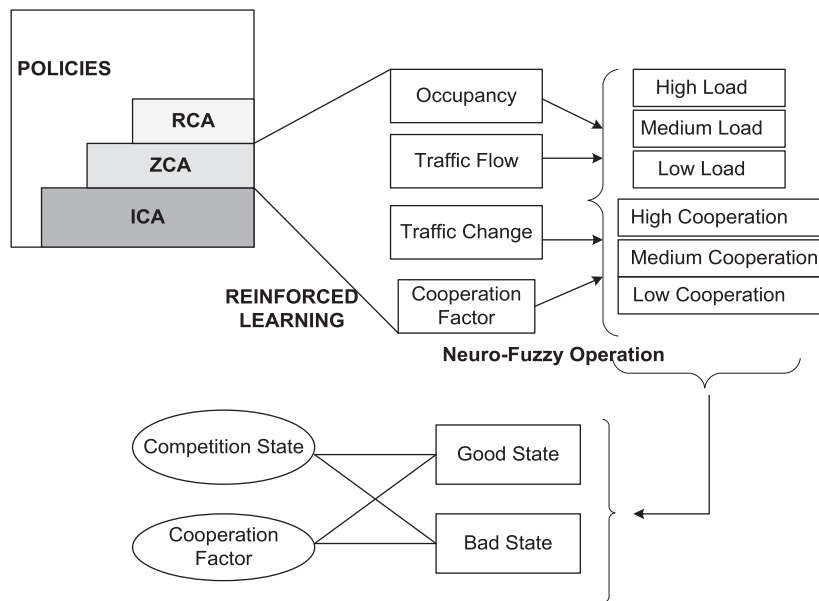 POLICIES
RCA
ZCA
ICA
REINFORCED
LEARNING
Occupancy
Traffic Flow
Traffic Change
Cooperation
Factor
High Load
Medium Load
Low Load
High Cooperation
Medium Cooperation
Low Cooperation
Neuro-Fuzzy Operation
Competition State
Cooperation
Factor
Good State
Bad State